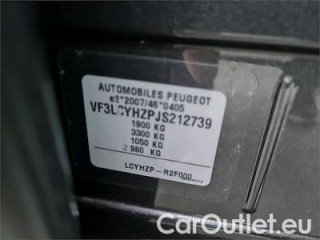 AUTOMOBILES PEUGEOT
e2*2007/46*0405
VF3LCYHZPJS212739
1900 KG
3300 KG
1050 KG
2 980 KG
LCYHZP - R2F000
CarOutlet.eu